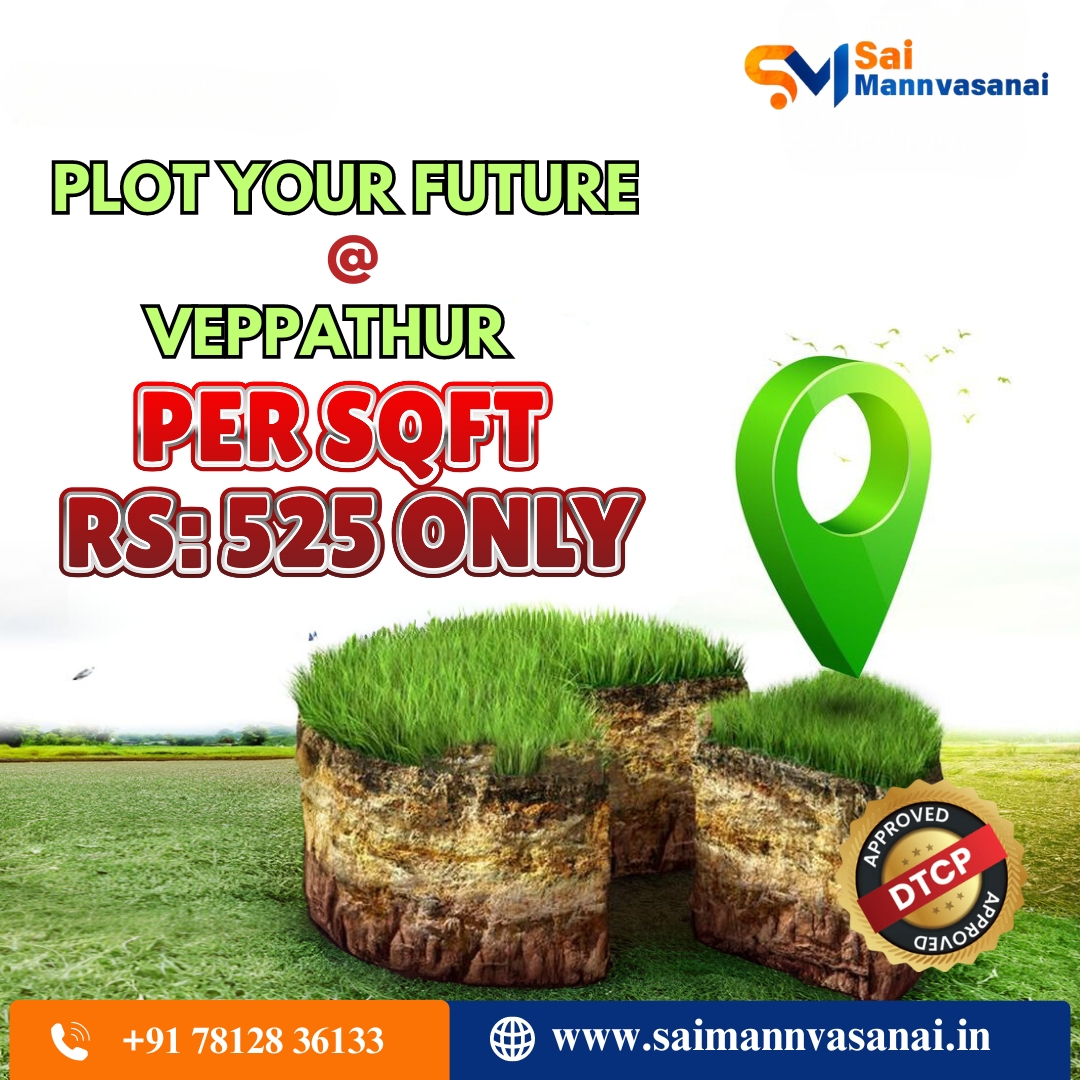 Sai
Mannvasanai
PLOT YOUR FUTURE
@
VEPPATHUR
PER SQFT
RS: 525 ONLY
APPROVED
DTCP
APPROVED
+91 78128 36133
www.saimannvasanai.in